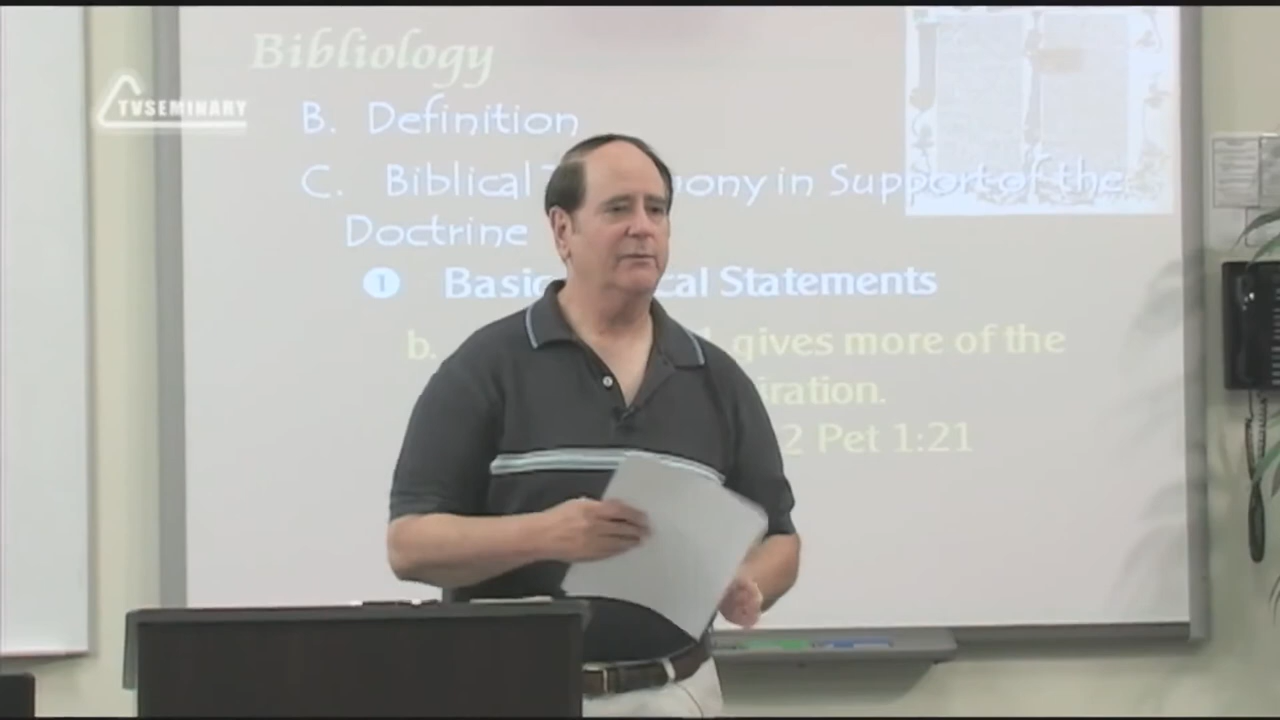 Bibliology
TVSEMINARY
B. Definition
C. Biblical mony in Support of the
Doctrine
1 Basic cal Statements
b. gives more of the
iration.
2 Pet 1:21